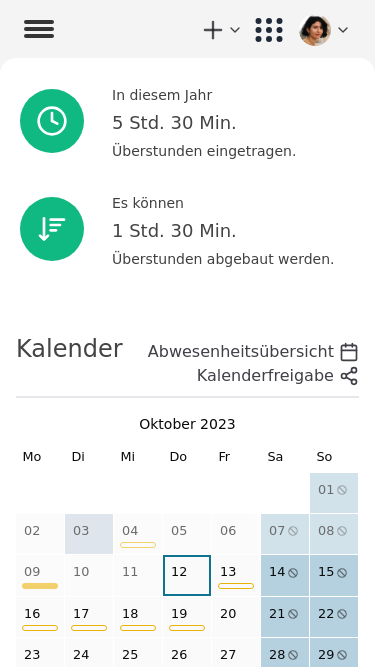 In diesem Jahr
5 Std. 30 Min.
Überstunden eingetragen.
Es können
1 Std. 30 Min.
Überstunden abgebaut werden.
Kalender
Abwesenheitsübersicht
Kalenderfreigabe
Oktober 2023
Mo Di Mi Do Fr Sa So
01
02 03 04 05 06 07 08
09 10 11 12 13 14 15
16 17 18 19 20 21 22
23 24 25 26 27 28 29